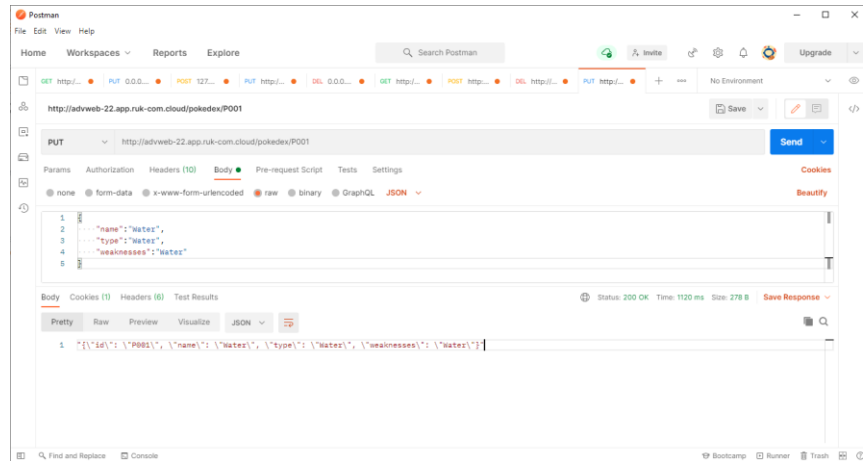 Postman
File Edit View Help
Home Workspaces Reports Explore Search Postman Invite Upgrade
GET http:/... PUT 0.0.0... POST 127.... PUT http:/... DEL 0.0.0... GET http:/... POST http:... DEL http://... PUT http:/... + ooo No Environment
http://advweb-22.app.ruk-com.cloud/pokedex/P001 Save
PUT http://advweb-22.app.ruk-com.cloud/pokedex/P001 Send
Params Authorization Headers (10) Body Pre-request Script Tests Settings Cookies
none form-data x-www-form-urlencoded raw binary GraphQL JSON Beautify
1 {
2 "name":"Water",
3 "type":"Water",
4 "weaknesses":"Water"
5 }
Body Cookies (1) Headers (6) Test Results Status: 200 OK Time: 1120 ms Size: 278 B Save Response
Pretty Raw Preview Visualize JSON
1 "{\"id\": \"P001\", \"name\": \"Water\", \"type\": \"Water\", \"weaknesses\": \"Water\"}"
Find and Replace Console Bootcamp Runner Trash